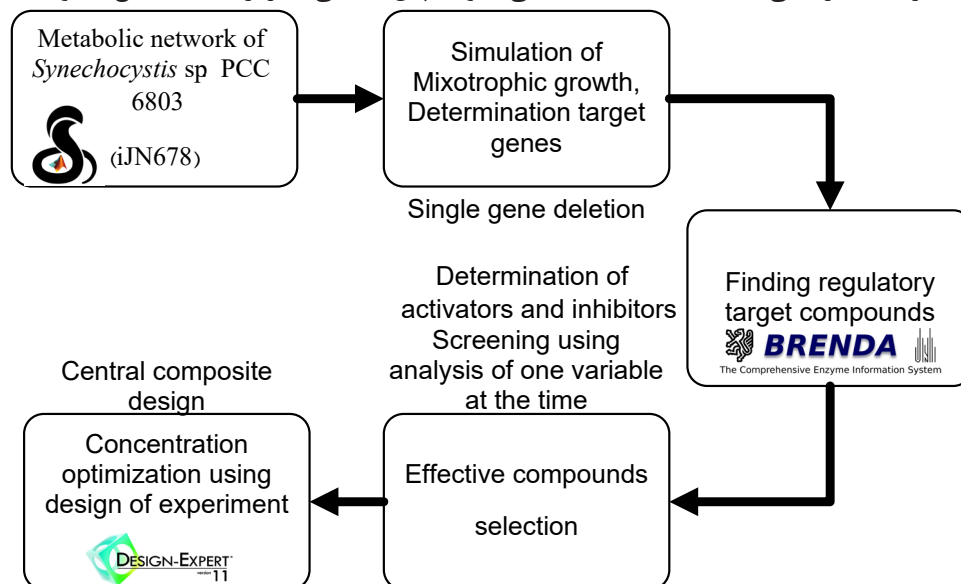 Metabolic network of
Synechocystis sp PCC
6803
(iJN678)
Simulation of
Mixotrophic growth,
Determination target
genes
Single gene deletion
Finding regulatory
target compounds
BRENDA
The Comprehensive Enzyme Information System
Determination of
activators and inhibitors
Screening using
analysis of one variable
at the time
Effective compounds
selection
Central composite
design
Concentration
optimization using
design of experiment
DESIGN-EXPERT
version 11